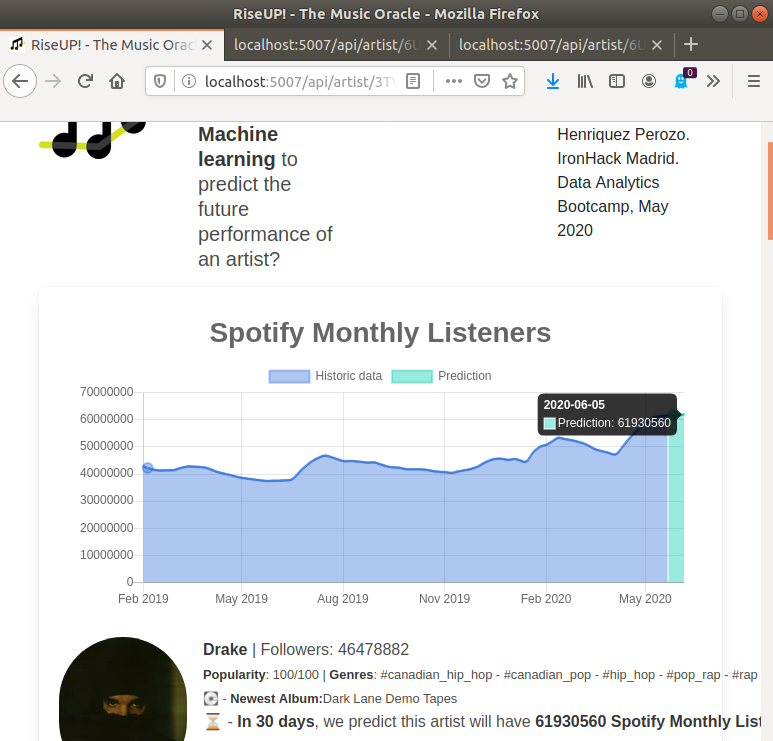 RiseUP! - The Music Oracle - Mozilla Firefox
RiseUP! - The Music Orac
localhost:5007/api/artist/6U
localhost:5007/api/artist/6U
localhost:5007/api/artist/3TV
0
Machine
learning to
predict the
future
performance of
an artist?
Henriquez Perozo.
IronHack Madrid.
Data Analytics
Bootcamp, May
2020
Spotify Monthly Listeners
Historic data
Prediction
70000000
60000000
50000000
40000000
30000000
20000000
10000000
0
2020-06-05
Prediction: 61930560
Feb 2019
May 2019
Aug 2019
Nov 2019
Feb 2020
May 2020
Drake | Followers: 46478882
Popularity: 100/100 | Genres: #canadian_hip_hop - #canadian_pop - #hip_hop - #pop_rap - #rap
- Newest Album:Dark Lane Demo Tapes
- In 30 days, we predict this artist will have 61930560 Spotify Monthly List